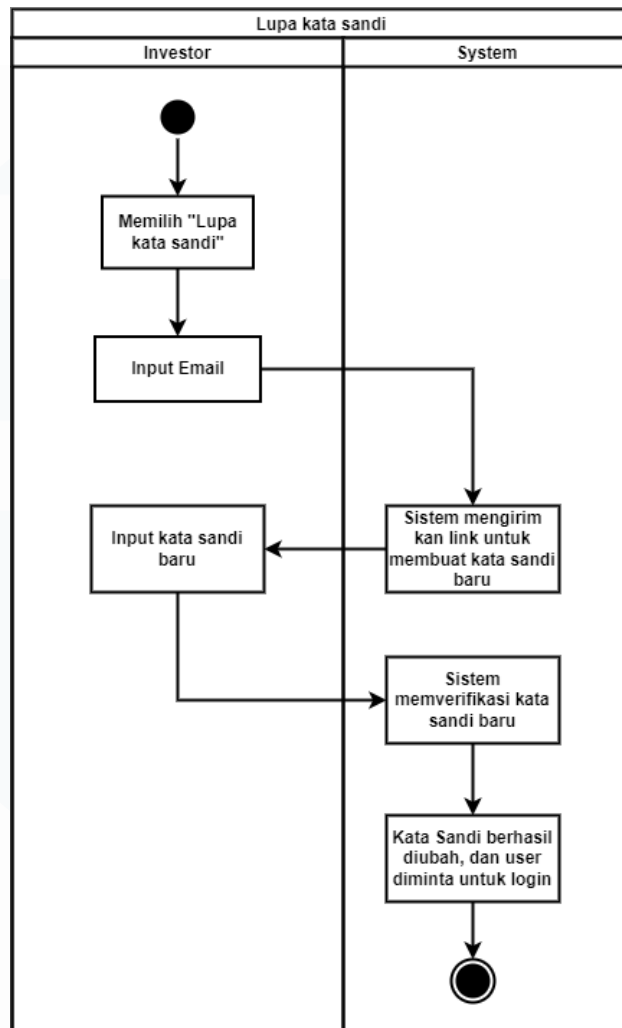 Lupa kata sandi
Investor
System
Memilih "Lupa
kata sandi"
Input Email
Sistem mengirim
kan link untuk
membuat kata sandi
baru
Input kata sandi
baru
Sistem
memverifikasi kata
sandi baru
Kata Sandi berhasil
diubah, dan user
diminta untuk login